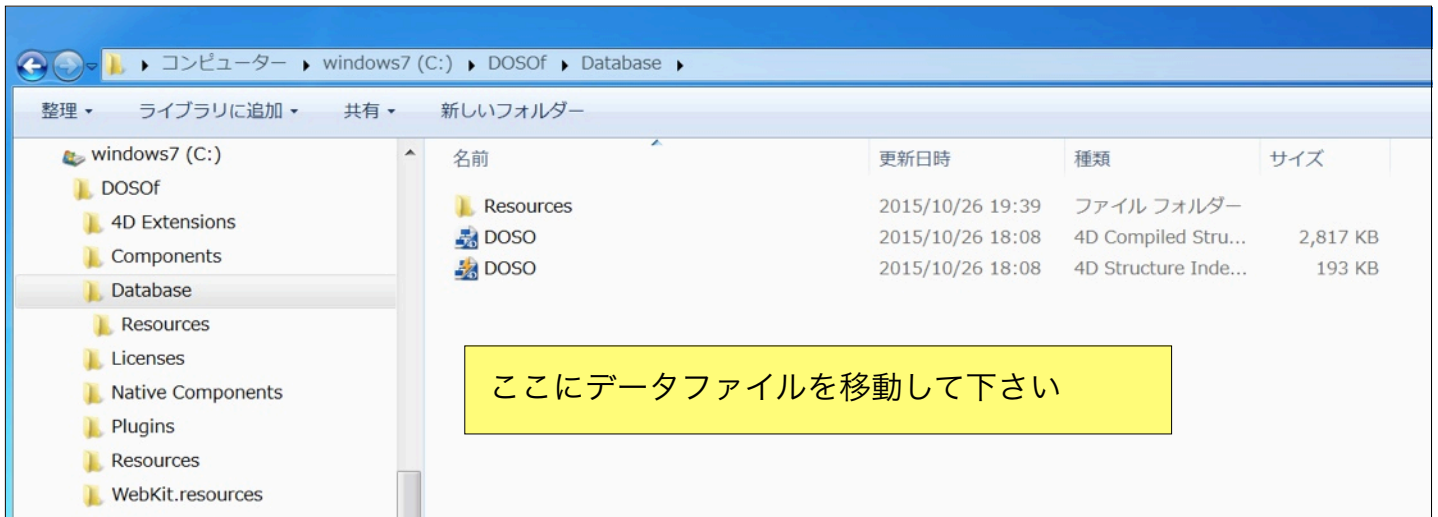 コンピューター windows7 (C:) DOSOf Database
整理 ライブラリに追加 共有 新しいフォルダー
windows7 (C:)
DOSOf
4D Extensions
Components
Database
Resources
Licenses
Native Components
Plugins
Resources
WebKit.resources
名前 更新日時 種類 サイズ
Resources 2015/10/26 19:39 ファイル フォルダー
DOSO 2015/10/26 18:08 4D Compiled Stru... 2,817 KB
DOSO 2015/10/26 18:08 4D Structure Inde... 193 KB
ここにデータファイルを移動して下さい